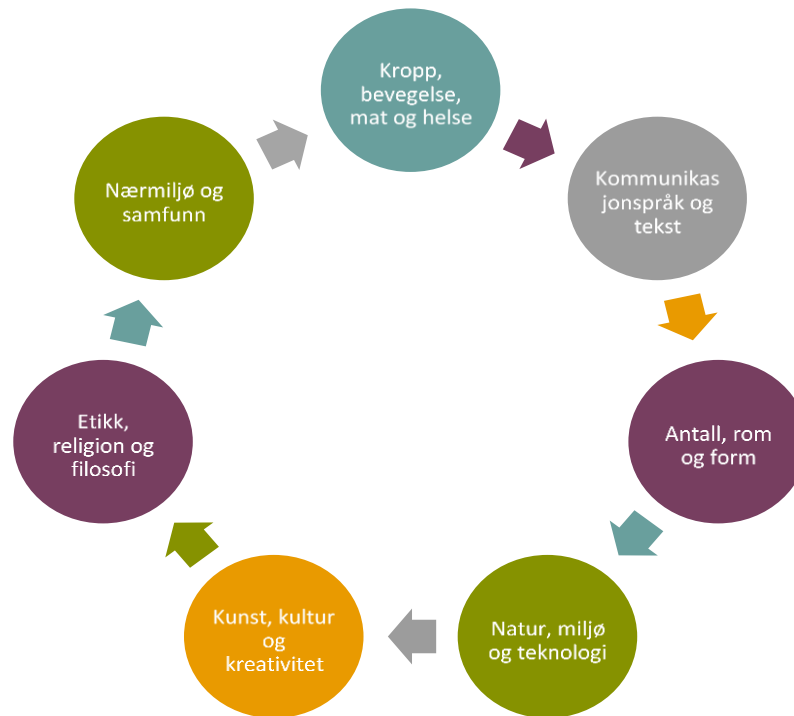 Kropp,
bevegelse,
mat og helse
Kommunikas
jonspråk og
tekst
Antall, rom
og form
Natur, miljø
og teknologi
Kunst, kultur
og
kreativitet
Etikk,
religion og
filosofi
Nærmiljø og
samfunn